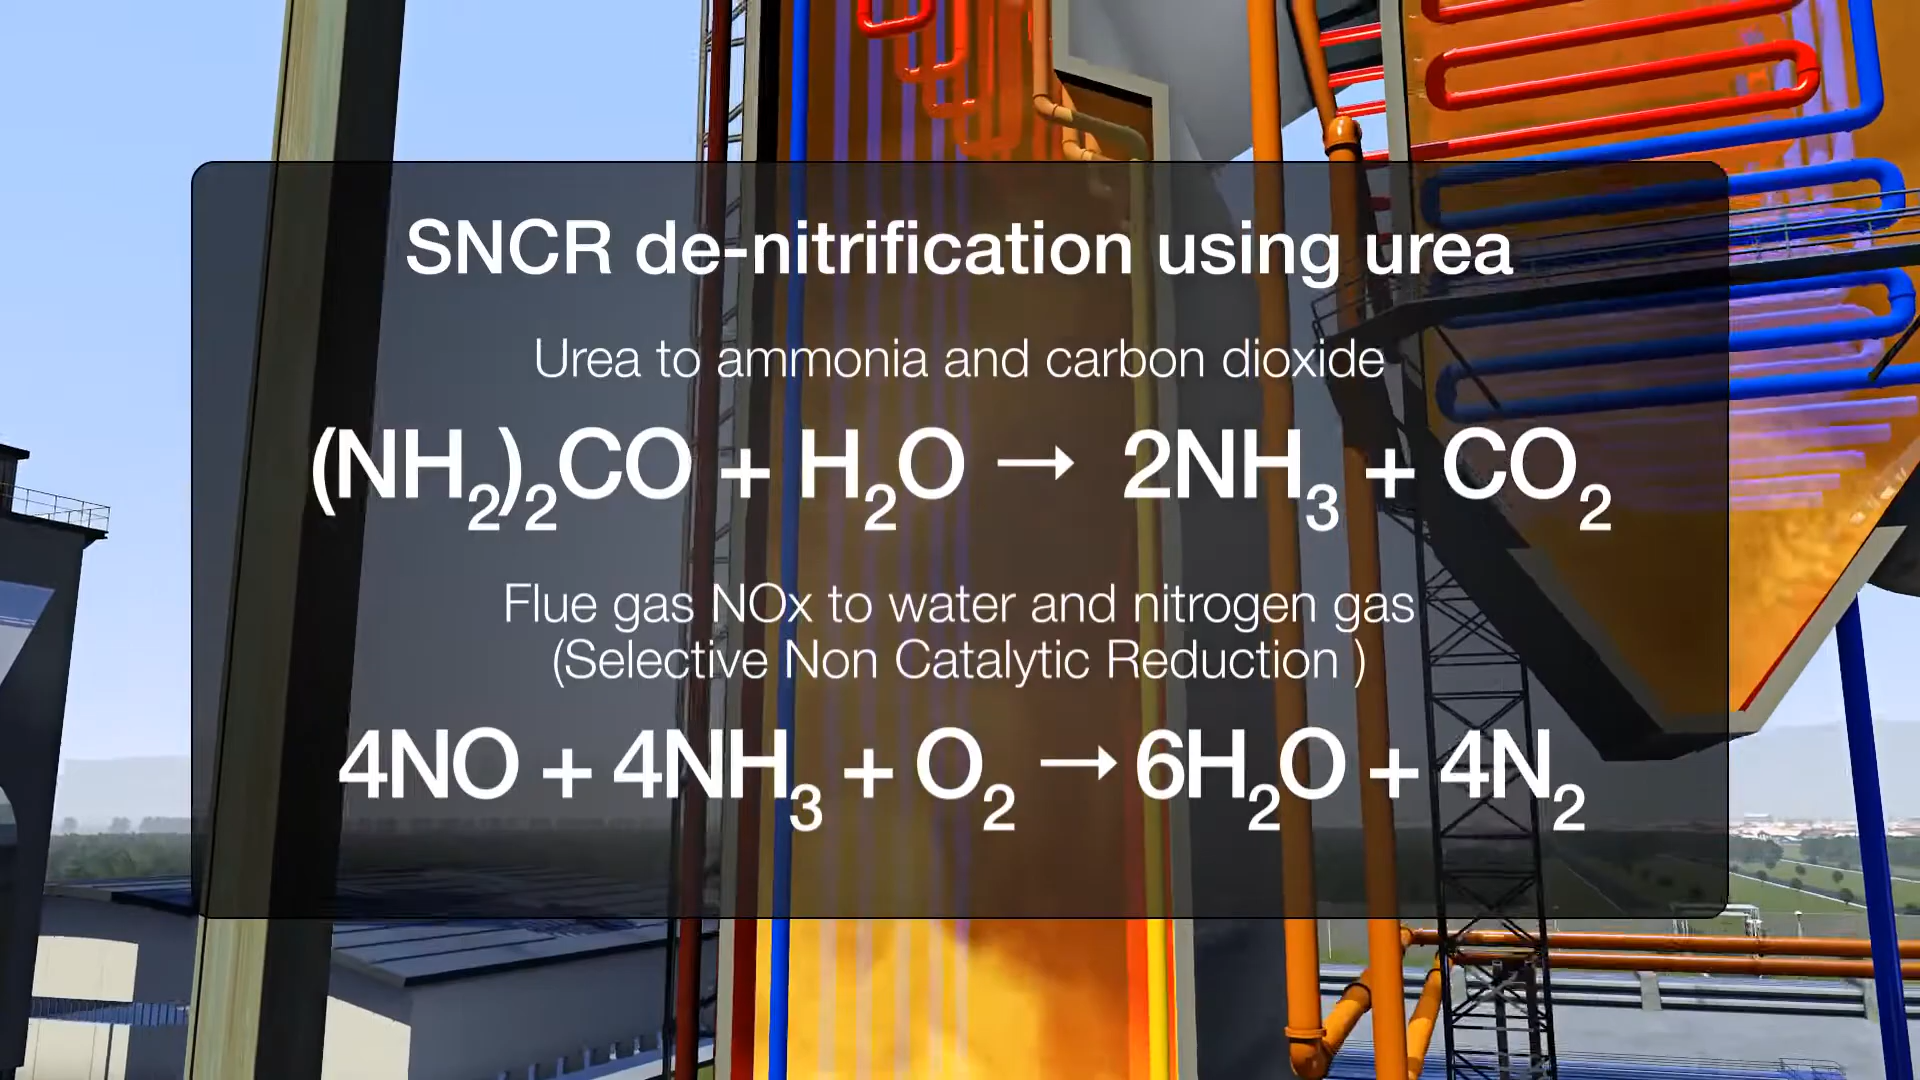 SNCR de-nitrification using urea
Urea to ammonia and carbon dioxide
(NH₂)₂CO + H₂O → 2NH₃ + CO₂
Flue gas NOx to water and nitrogen gas
(Selective Non Catalytic Reduction )
4NO + 4NH₃ + O₂ → 6H₂O + 4N₂